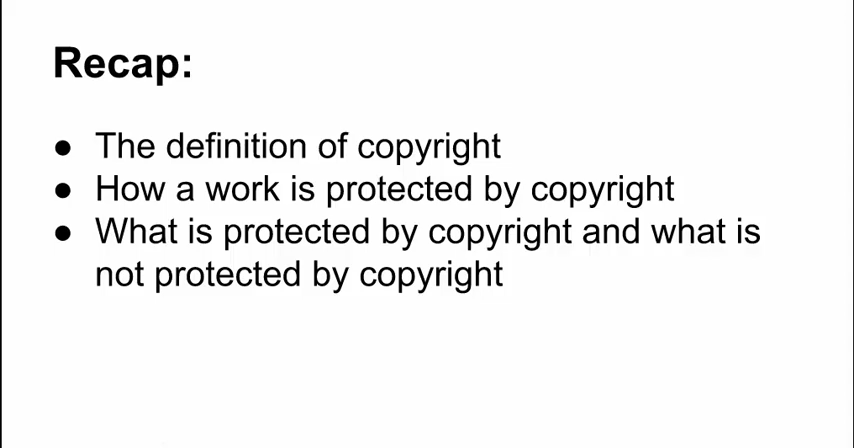 Recap:
● The definition of copyright
● How a work is protected by copyright
● What is protected by copyright and what is
not protected by copyright